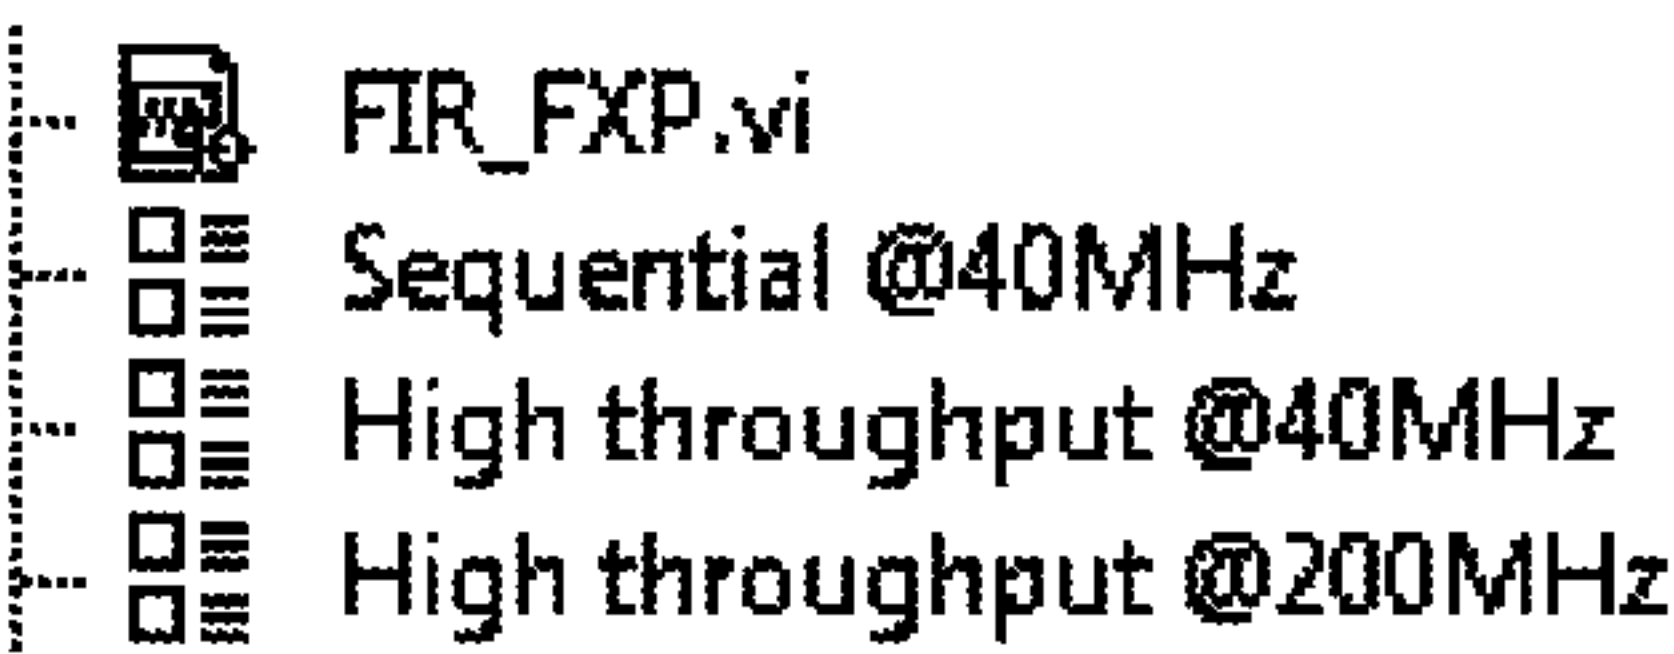 FIR_FXP.vi
Sequential @40MHz
High throughput @40MHz
High throughput @200MHz